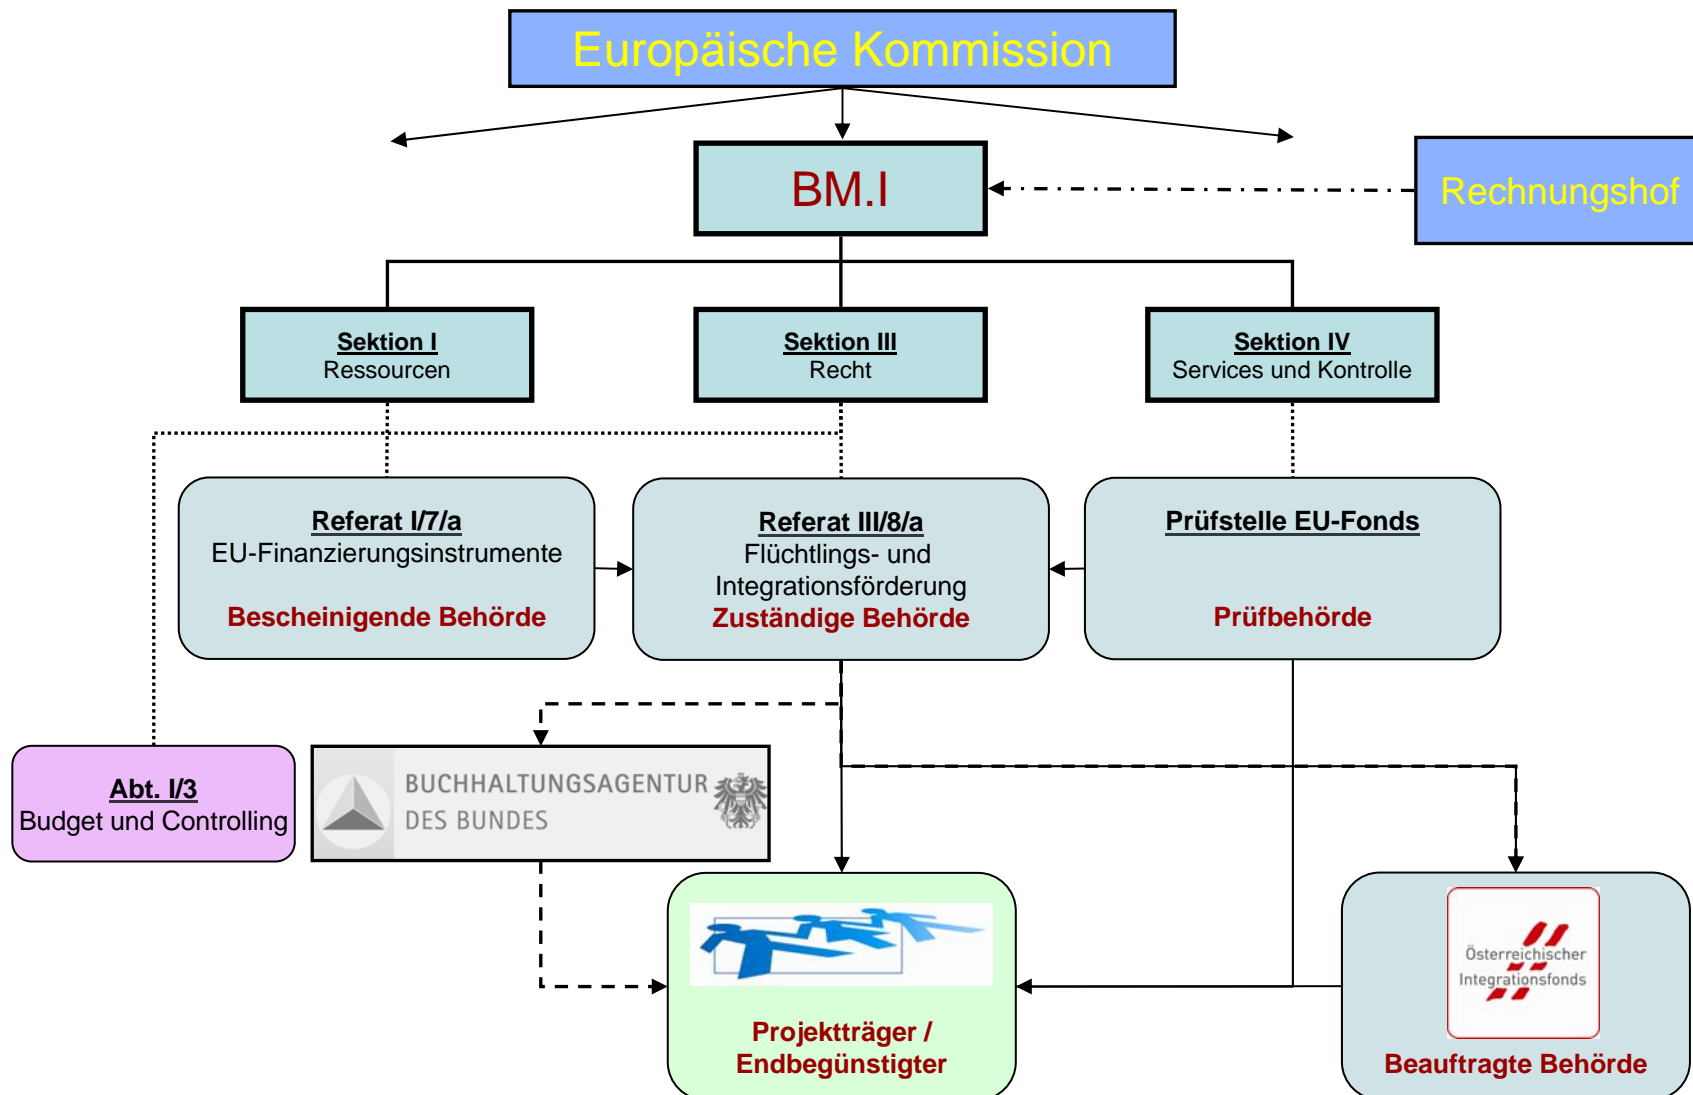 Europäische Kommission
BM.I
Rechnungshof
Sektion I
Ressourcen
Sektion III
Recht
Sektion IV
Services und Kontrolle
Referat I/7/a
EU-Finanzierungsinstrumente
Bescheinigende Behörde
Referat III/8/a
Flüchtlings- und
Integrationsförderung
Zuständige Behörde
Prüfstelle EU-Fonds
Prüfbehörde
Abt. I/3
Budget und Controlling
BUCHHALTUNGSAGENTUR
DES BUNDES
Projektträger /
Endbegünstigter
Österreichischer
Integrationsfonds
Beauftragte Behörde